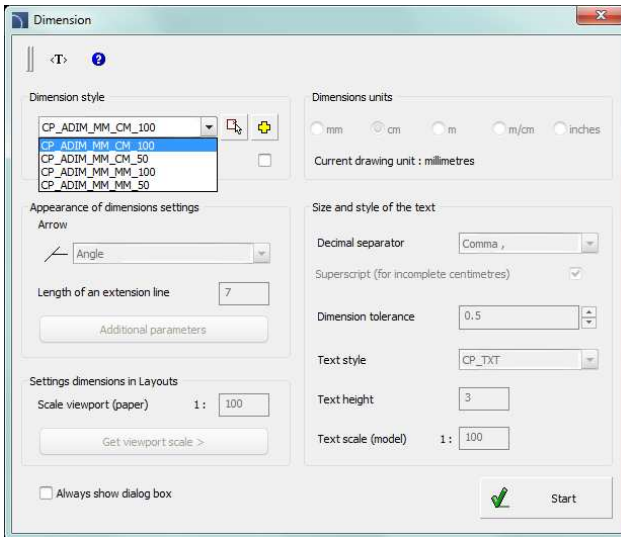 Dimension
<T>
Dimension style
CP_ADIM_MM_CM_100
CP_ADIM_MM_CM_100
CP_ADIM_MM_CM_50
CP_ADIM_MM_MM_100
CP_ADIM_MM_MM_50
Appearance of dimensions settings
Arrow
Angle
Length of an extension line 7
Additional parameters
Settings dimensions in Layouts
Scale viewport (paper) 1 : 100
Get viewport scale >
Always show dialog box
Dimensions units
mm cm m m/cm inches
Current drawing unit : millimetres
Size and style of the text
Decimal separator Comma ,
Superscript (for incomplete centimetres)
Dimension tolerance 0.5
Text style CP_TXT
Text height 3
Text scale (model) 1 : 100
Start